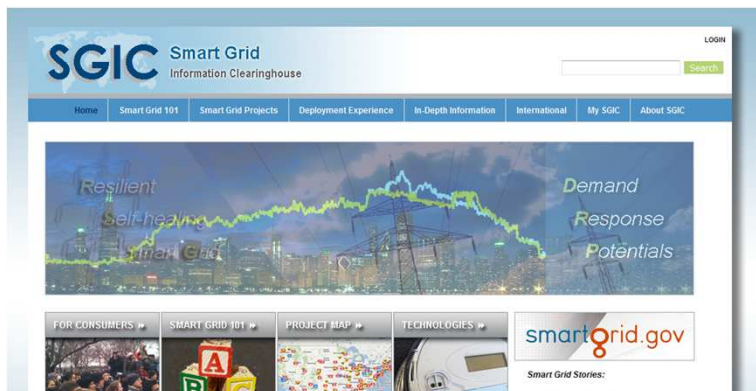 LOGIN
SGIC Smart Grid
Information Clearinghouse
Search
Home Smart Grid 101 Smart Grid Projects Deployment Experience In-Depth Information International My SGIC About SGIC
Resilient
Self-healing
Smart Grid
Demand
Response
Potentials
FOR CONSUMERS » SMART GRID 101 » PROJECT MAP » TECHNOLOGIES »
smartgrid.gov
A
B
Smart Grid Stories: